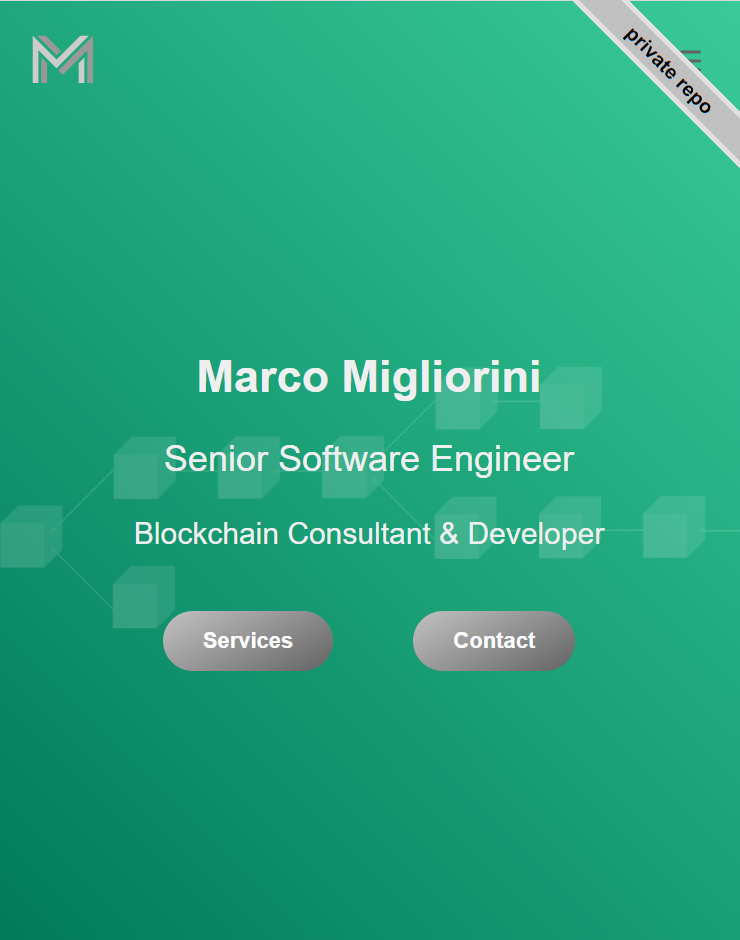 private repo
Marco Migliorini
Senior Software Engineer
Blockchain Consultant & Developer
Services
Contact